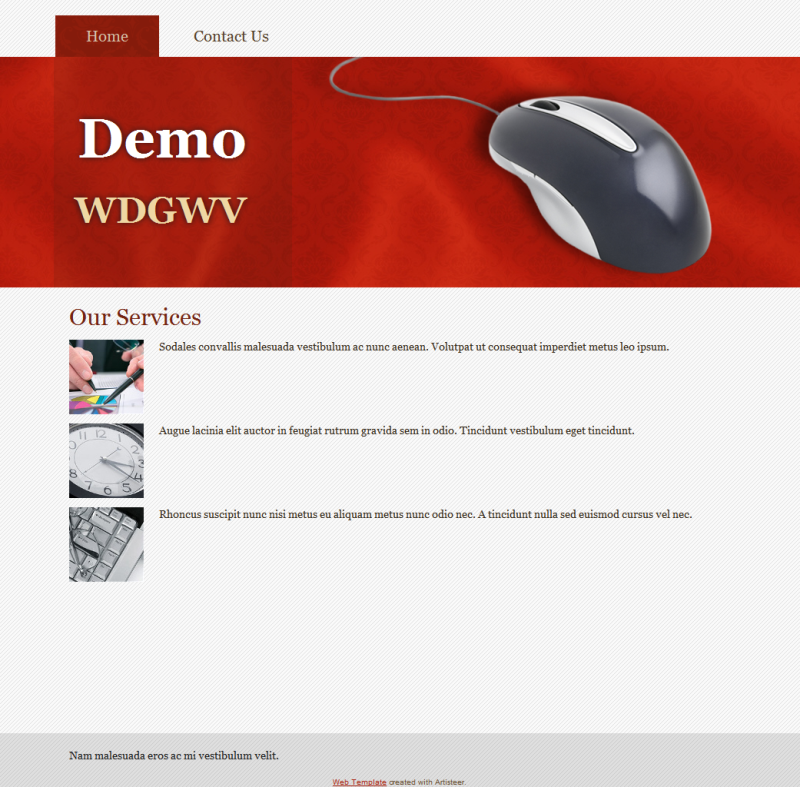 Home Contact Us
Demo
WDGWV
Our Services
Sodales convallis malesuada vestibulum ac nunc aenean. Volutpat ut consequat imperdiet metus leo ipsum.
Augue lacinia elit auctor in feugiat rutrum gravida sem in odio. Tincidunt vestibulum eget tincidunt.
Rhoncus suscipit nunc nisi metus eu aliquam metus nunc odio nec. A tincidunt nulla sed euismod cursus vel nec.
Nam malesuada eros ac mi vestibulum velit.
Web Template created with Artisteer.